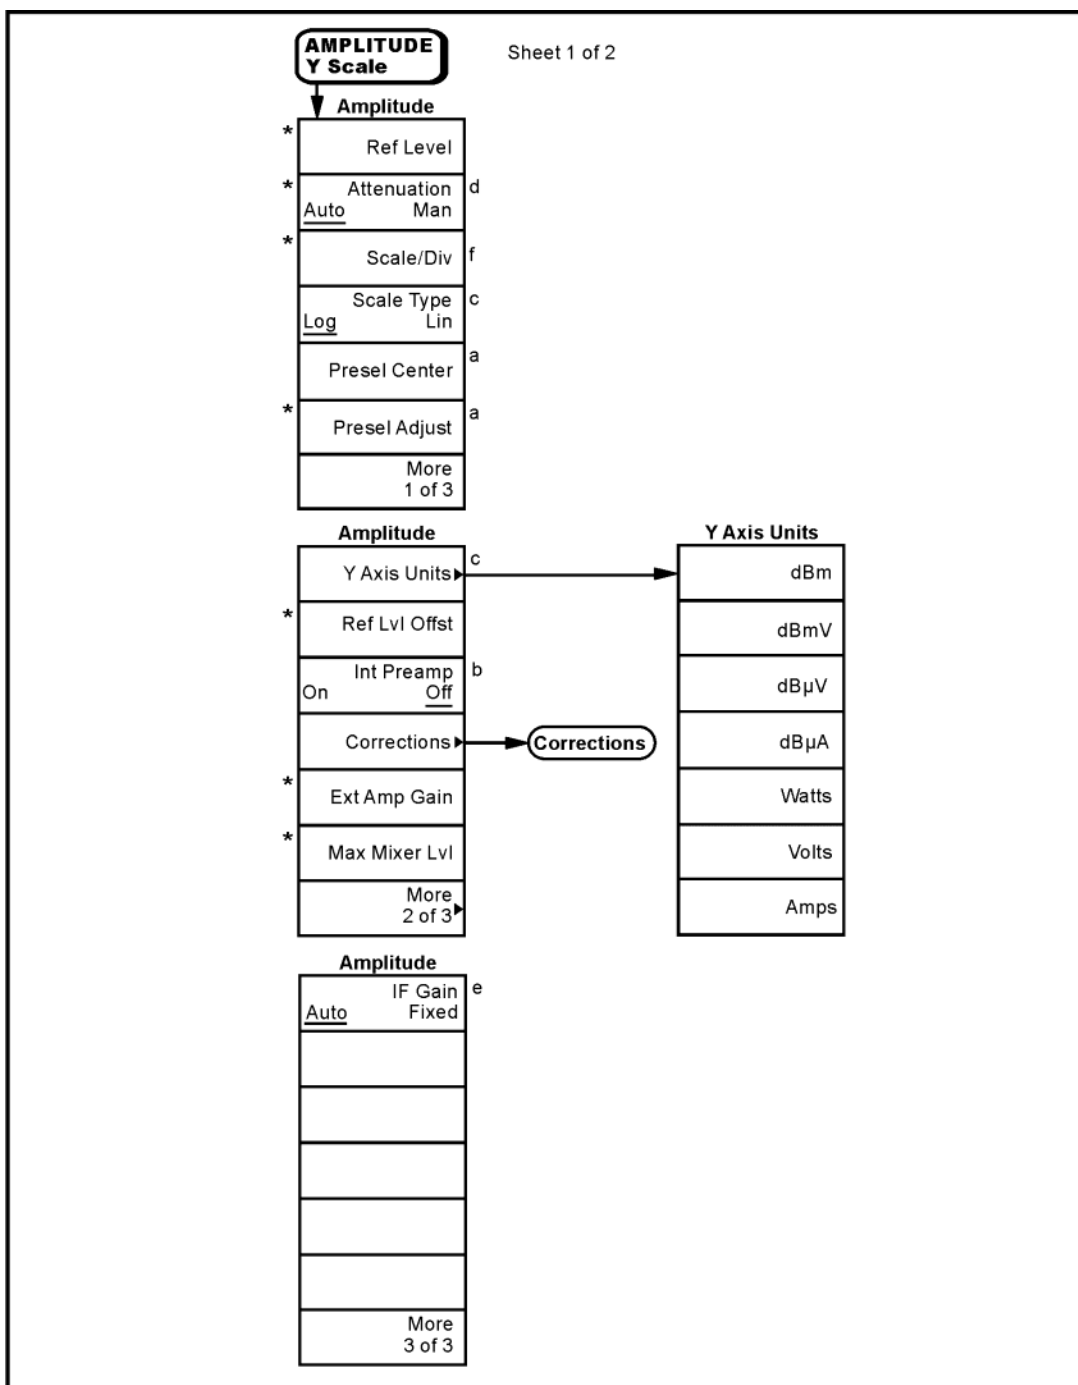 AMPLITUDE
Y Scale
Sheet 1 of 2
Amplitude
*
Ref Level
*
Attenuation
d
Auto Man
*
Scale/Div
f
Scale Type
c
Log Lin
Presel Center
a
*
Presel Adjust
a
More
1 of 3
Amplitude
Y Axis Units
c
*
Ref Lvl Offst
Int Preamp
b
On Off
Corrections
Corrections
*
Ext Amp Gain
*
Max Mixer Lvl
More
2 of 3
Y Axis Units
dBm
dBmV
dBµV
dBµA
Watts
Volts
Amps
Amplitude
IF Gain
e
Auto Fixed
More
3 of 3